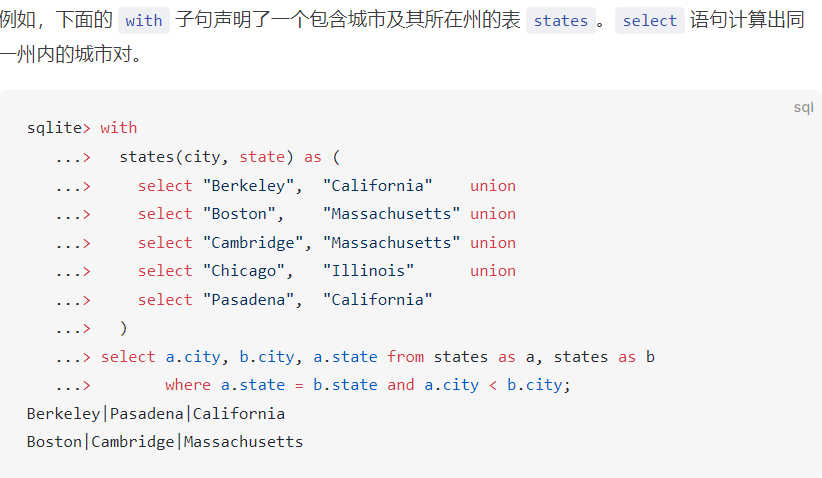 例如，下面的 with 子句声明了一个包含城市及其所在州的表 states 。 select 语句计算出同
一州内的城市对。
sql
sqlite> with
   ...>   states(city, state) as (
   ...>     select "Berkeley",  "California"    union
   ...>     select "Boston",    "Massachusetts" union
   ...>     select "Cambridge", "Massachusetts" union
   ...>     select "Chicago",   "Illinois"      union
   ...>     select "Pasadena",  "California"
   ...>   )
   ...> select a.city, b.city, a.state from states as a, states as b
   ...>        where a.state = b.state and a.city < b.city;
Berkeley|Pasadena|California
Boston|Cambridge|Massachusetts